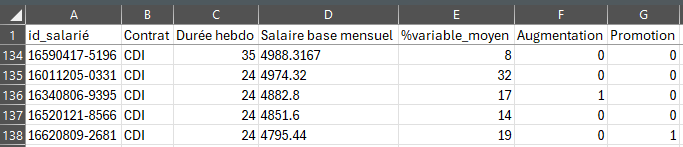 A B C D E F G
1 id_salarié Contrat Durée hebdo Salaire base mensuel %variable_moyen Augmentation Promotion
134 16590417-5196 CDI 35 4988.3167 8 0 0
135 16011205-0331 CDI 24 4974.32 32 0 0
136 16340806-9395 CDI 24 4882.8 17 1 0
137 16520121-8566 CDI 24 4851.6 14 0 0
138 16620809-2681 CDI 24 4795.44 19 0 1